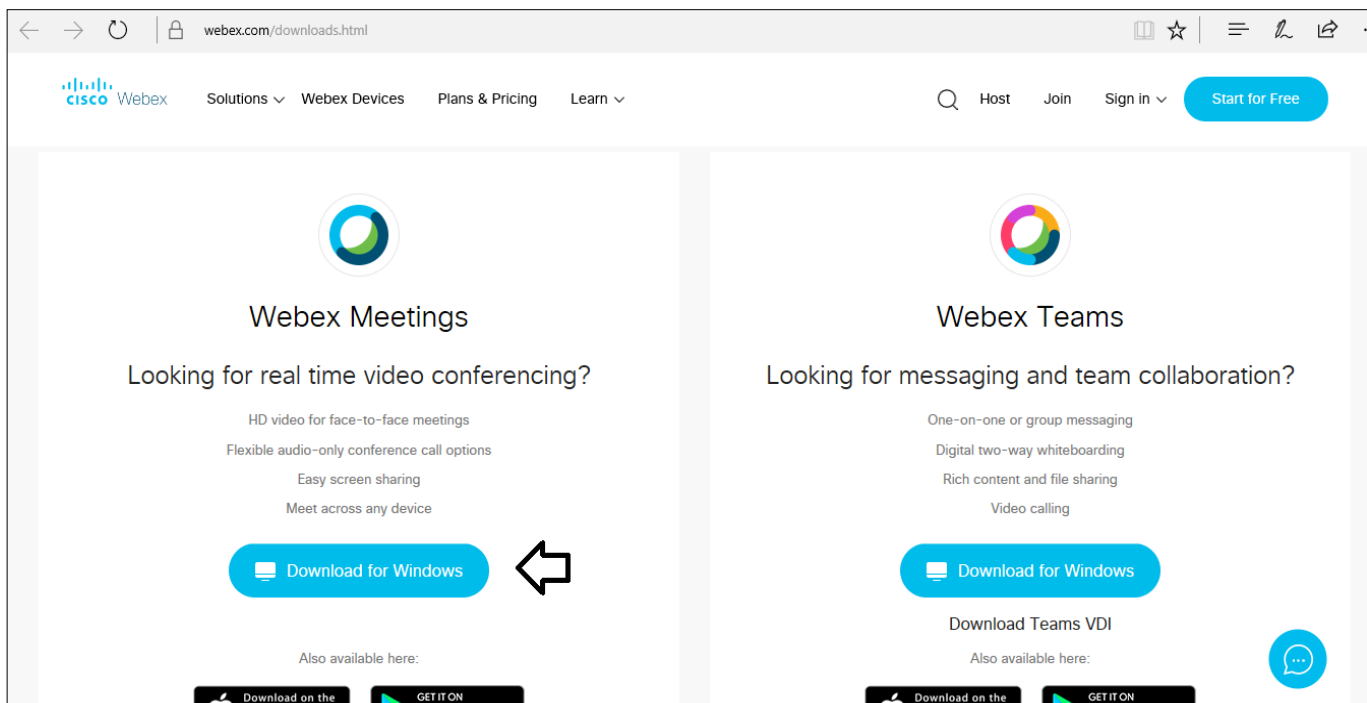 webex.com/downloads.html
cisco Webex Solutions Webex Devices Plans & Pricing Learn Host Join Sign in Start for Free
Webex Meetings
Looking for real time video conferencing?
HD video for face-to-face meetings
Flexible audio-only conference call options
Easy screen sharing
Meet across any device
Download for Windows
Also available here:
Download on the
GET IT ON
Webex Teams
Looking for messaging and team collaboration?
One-on-one or group messaging
Digital two-way whiteboarding
Rich content and file sharing
Video calling
Download for Windows
Download Teams VDI
Also available here:
Download on the
GET IT ON